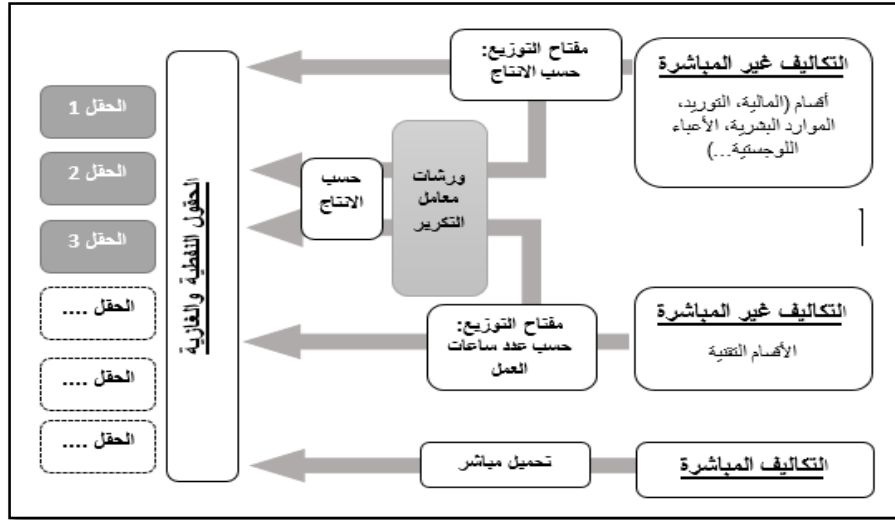 التكاليف غير المباشرة
أقسام (المالية، التوريد،
الموارد البشرية، الأعباء
اللوجستية...)
مفتاح التوزيع:
حسب الانتاج
ورشات
معامل
التكرير
حسب
الانتاج
التكاليف غير المباشرة
الأقسام التقنية
مفتاح التوزيع:
حسب عدد ساعات
العمل
التكاليف المباشرة
تحميل مباشر
الحقول النفطية والغازية
الحقل 1
الحقل 2
الحقل 3
الحقل ....
الحقل ....
الحقل ....